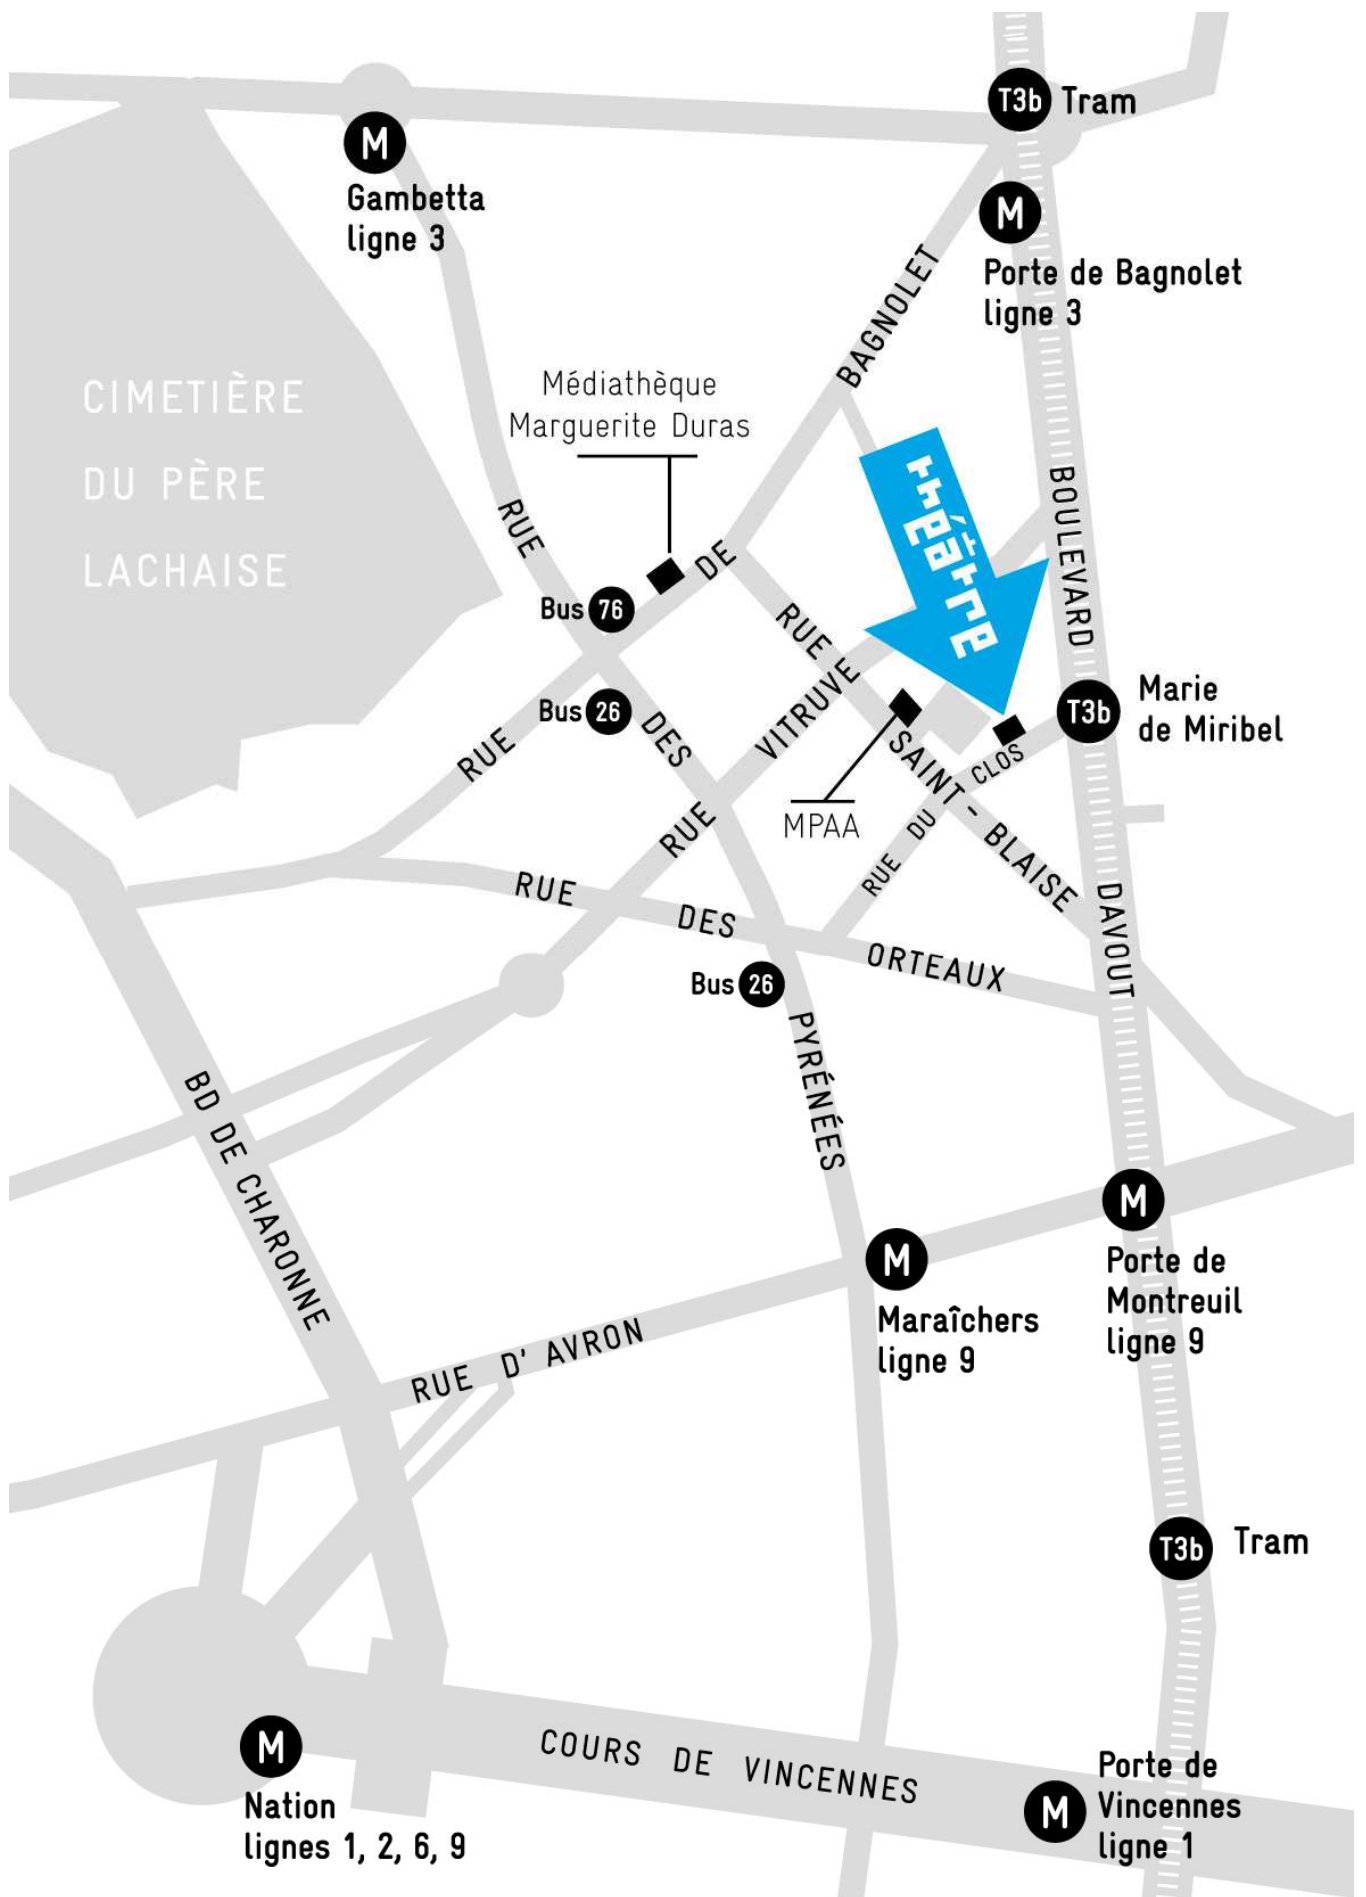 T3b Tram
M
Gambetta
ligne 3
M
Porte de Bagnolet
ligne 3
CIMETIÈRE
DU PÈRE
LACHAISE
Médiathèque
Marguerite Duras
RUE DE BAGNOLET
théâtre
BOULEVARD DAVOUT
Bus 76
Bus 26
RUE DES PYRÉNÉES
RUE VITRUVE
RUE SAINT-BLAISE
T3b
Marie
de Miribel
MPAA
RUE DU CLOS
RUE DES ORTEAUX
Bus 26
BD DE CHARONNE
M
Maraîchers
ligne 9
M
Porte de
Montreuil
ligne 9
RUE D' AVRON
T3b Tram
M
Nation
lignes 1, 2, 6, 9
COURS DE VINCENNES
M
Porte de
Vincennes
ligne 1